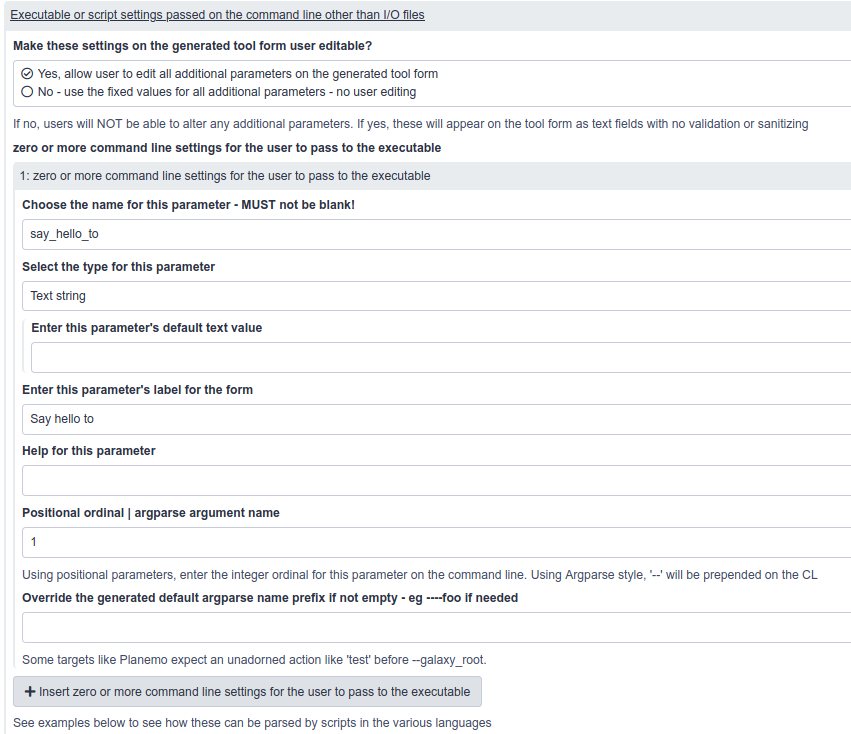 Executable or script settings passed on the command line other than I/O files
Make these settings on the generated tool form user editable?
Yes, allow user to edit all additional parameters on the generated tool form
No - use the fixed values for all additional parameters - no user editing
If no, users will NOT be able to alter any additional parameters. If yes, these will appear on the tool form as text fields with no validation or sanitizing
zero or more command line settings for the user to pass to the executable
1: zero or more command line settings for the user to pass to the executable
Choose the name for this parameter - MUST not be blank!
say_hello_to
Select the type for this parameter
Text string
Enter this parameter's default text value
Enter this parameter's label for the form
Say hello to
Help for this parameter
Positional ordinal | argparse argument name
1
Using positional parameters, enter the integer ordinal for this parameter on the command line. Using Argparse style, '--' will be prepended on the CL
Override the generated default argparse name prefix if not empty - eg ----foo if needed
Some targets like Planemo expect an unadorned action like 'test' before --galaxy_root.
+ Insert zero or more command line settings for the user to pass to the executable
See examples below to see how these can be parsed by scripts in the various languages